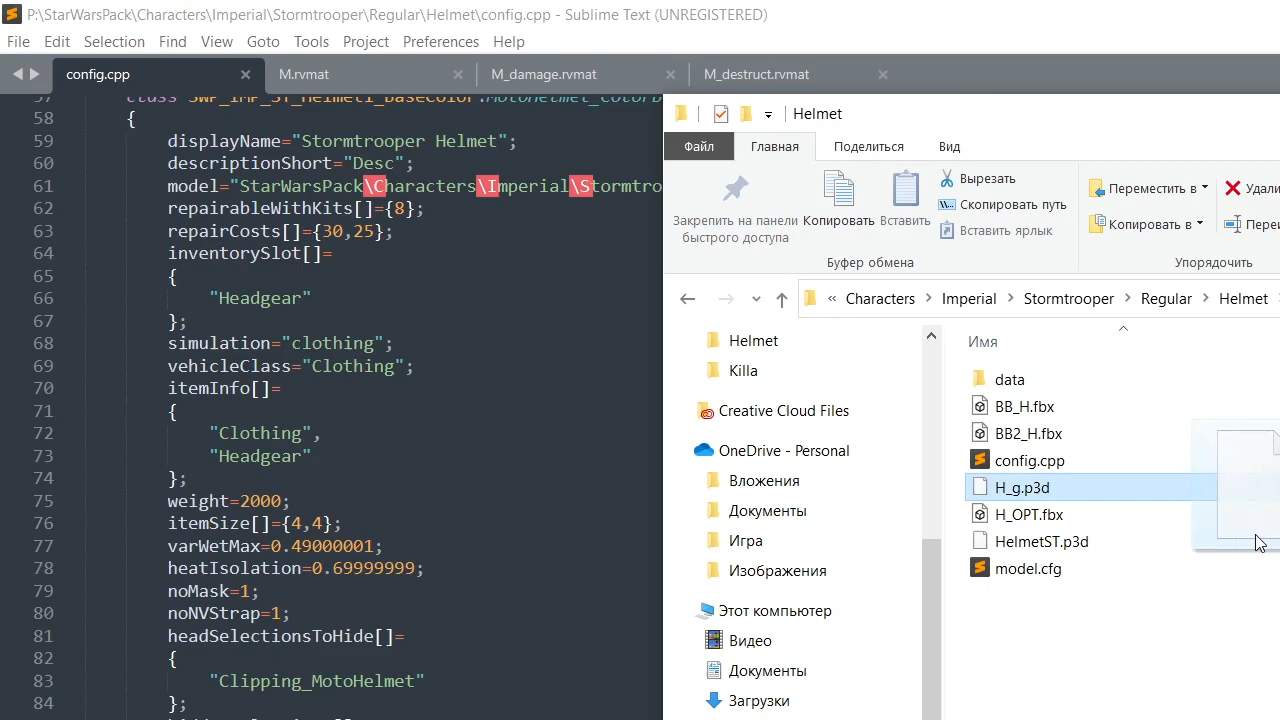 P:\StarWarsPack\Characters\Imperial\Stormtrooper\Regular\Helmet\config.cpp - Sublime Text (UNREGISTERED)
File Edit Selection Find View Goto Tools Project Preferences Help
config.cpp M.rvmat M_damage.rvmat M_destruct.rvmat
57 class SWP_IMP_ST_Helmet1_BaseColor:
58 {
59 displayName="Stormtrooper Helmet";
60 descriptionShort="Desc";
61 model="StarWarsPack\Characters\Imperial\Stormtro
62 repairableWithKits[]={8};
63 repairCosts[]={30,25};
64 inventorySlot[]=
65 {
66 "Headgear"
67 };
68 simulation="clothing";
69 vehicleClass="Clothing";
70 itemInfo[]=
71 {
72 "Clothing",
73 "Headgear"
74 };
75 weight=2000;
76 itemSize[]={4,4};
77 varWetMax=0.49000001;
78 heatIsolation=0.69999999;
79 noMask=1;
80 noNVStrap=1;
81 headSelectionsToHide[]=
82 {
83 "Clipping_MotoHelmet"
84 };
Helmet
Файл Главная Поделиться Вид
Закрепить на панели быстрого доступа
Копировать
Вставить
Вырезать
Скопировать путь
Вставить ярлык
Буфер обмена
Переместить в
Копировать в
Удали
Переи
Упорядочить
« Characters > Imperial > Stormtrooper > Regular > Helmet
Helmet
Killa
Creative Cloud Files
OneDrive - Personal
Вложения
Документы
Игра
Изображения
Этот компьютер
Видео
Документы
Загрузки
Имя
data
BB_H.fbx
BB2_H.fbx
config.cpp
H_g.p3d
H_OPT.fbx
HelmetST.p3d
model.cfg